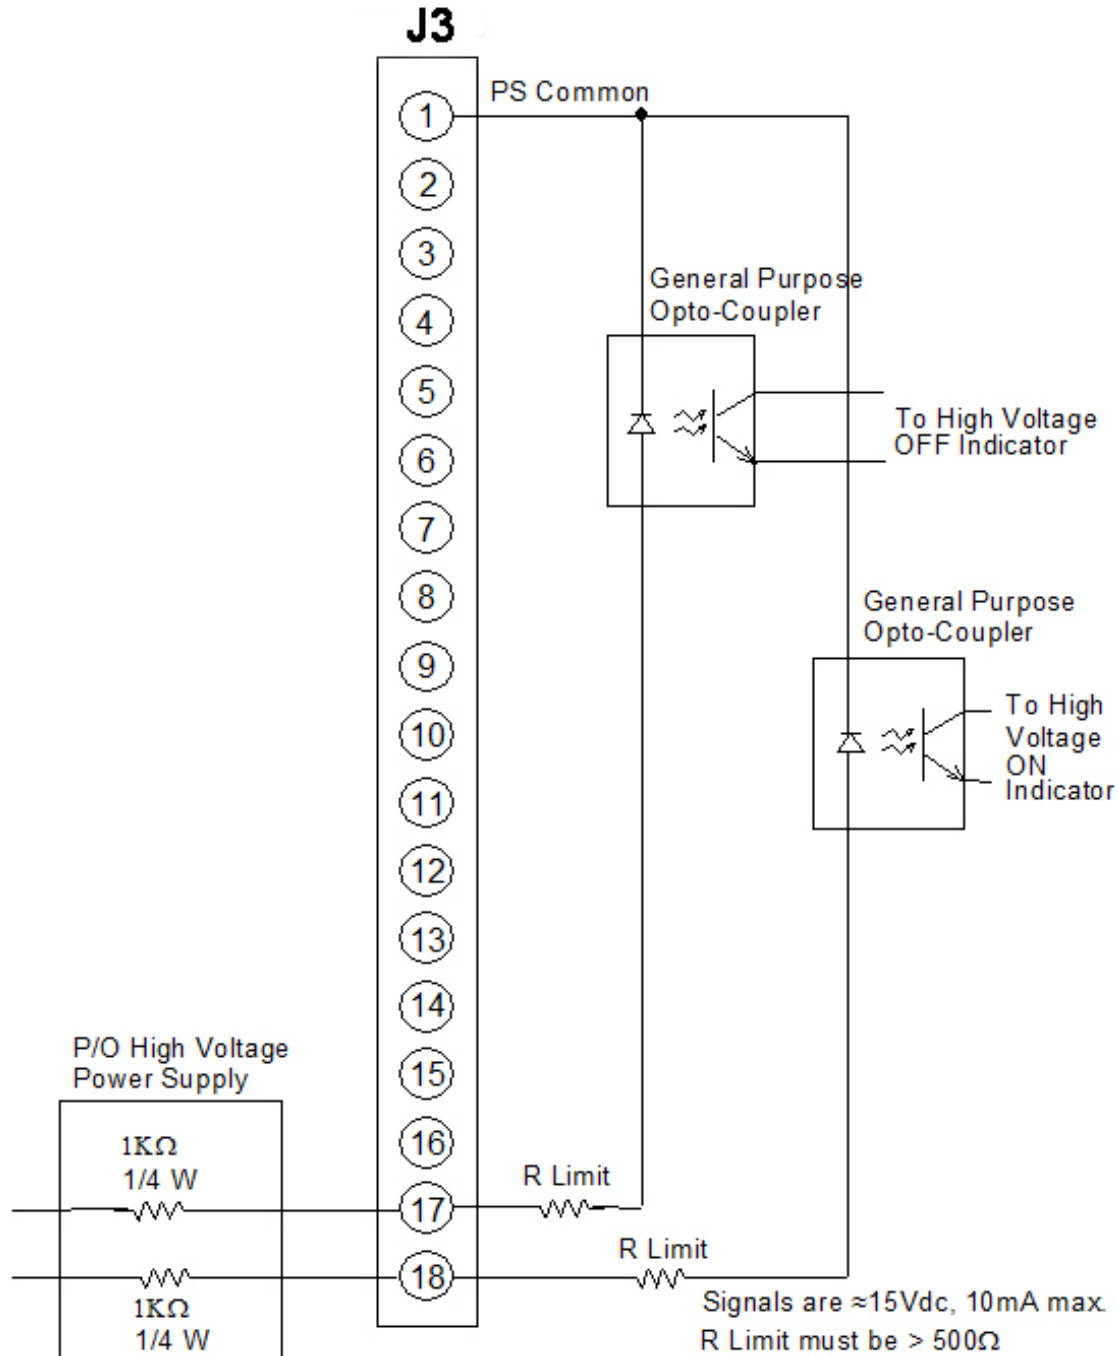 J3
PS Common
1
2
3
4
5
6
7
8
9
10
11
12
13
14
15
16
17
18
General Purpose
Opto-Coupler
To High Voltage
OFF Indicator
General Purpose
Opto-Coupler
To High
Voltage
ON
Indicator
P/O High Voltage
Power Supply
1KΩ
1/4 W
1KΩ
1/4 W
R Limit
R Limit
Signals are ≈15Vdc, 10mA max.
R Limit must be > 500Ω